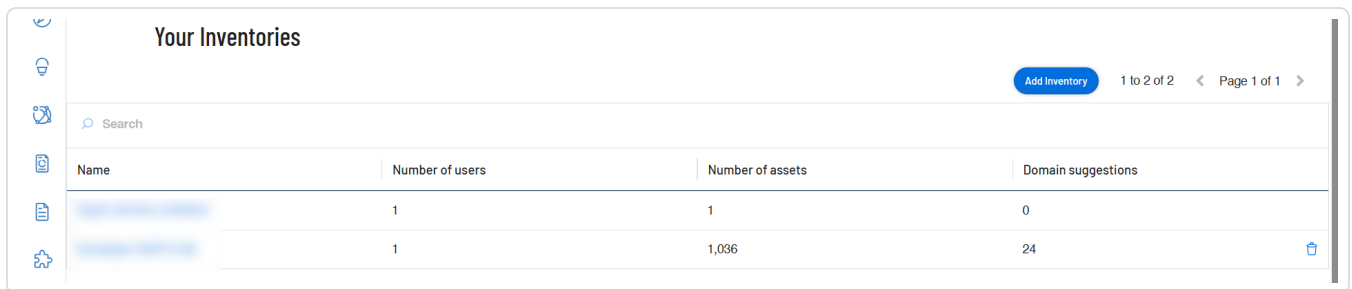 Your Inventories
Add Inventory 1 to 2 of 2 Page 1 of 1
Search
Name Number of users Number of assets Domain suggestions
1 1 0
1 1,036 24